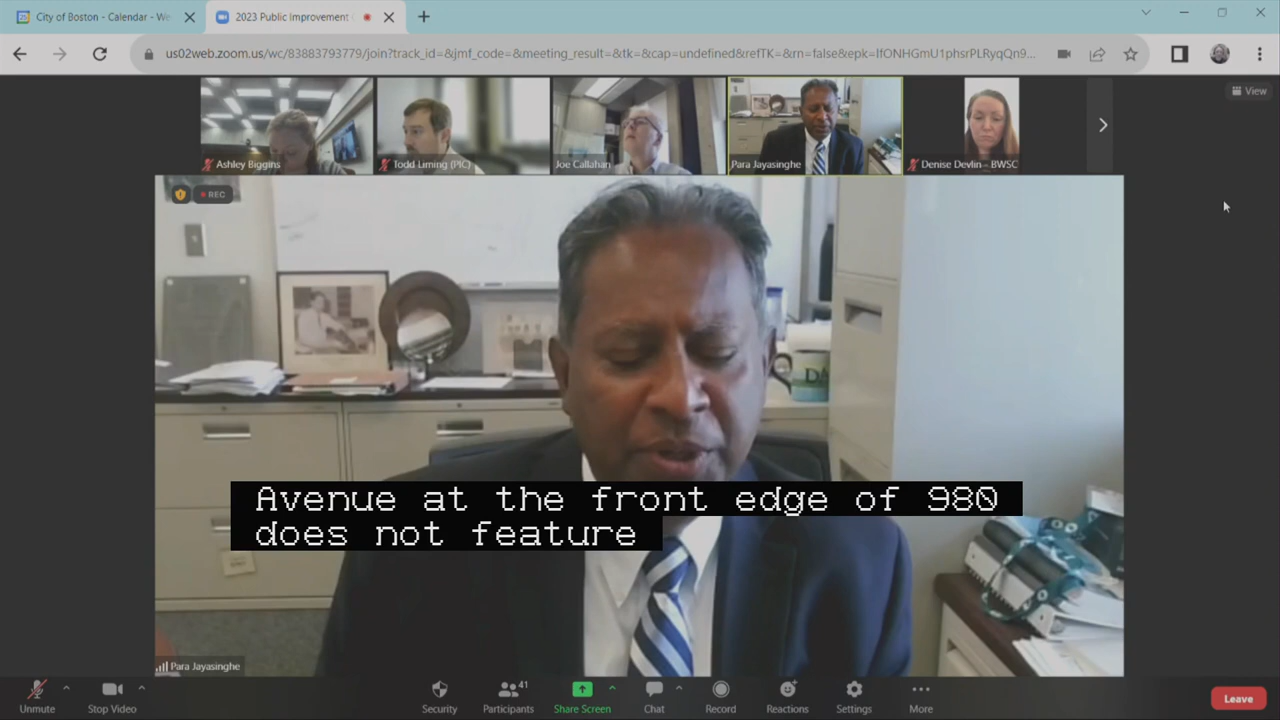 City of Boston - Calendar - We
2023 Public Improvement
us02web.zoom.us/wc/83883793779/join?track_id=&jmf_code=&meeting_result=&tk=&cap=undefined&refTK=&rn=false&epk=lfONHGmU1phsrPLRyqQn9...
View
Ashley Biggins
Todd Liming (PIC)
Joe Callahan
Para Jayasinghe
Denise Devlin - BWSC
REC
Avenue at the front edge of 980
does not feature
Para Jayasinghe
Unmute
Stop Video
Security
41
Participants
Share Screen
Chat
Record
Reactions
Settings
More
Leave